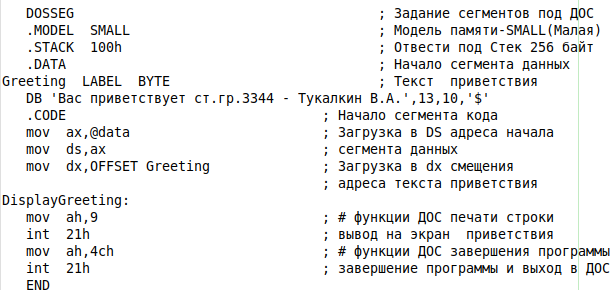 DOSSEG ; Задание сегментов под ДОС
.MODEL SMALL ; Модель памяти-SMALL(Малая)
.STACK 100h ; Отвести под Стек 256 байт
.DATA ; Начало сегмента данных
Greeting LABEL BYTE ; Текст приветствия
DB 'Вас приветствует ст.гр.3344 - Тукалкин В.А.',13,10,'$'
.CODE ; Начало сегмента кода
mov ax,@data ; Загрузка в DS адреса начала
mov ds,ax ; сегмента данных
mov dx,OFFSET Greeting ; Загрузка в dx смещения
; адреса текста приветствия
DisplayGreeting:
mov ah,9 ; # функции ДОС печати строки
int 21h ; вывод на экран приветствия
mov ah,4ch ; # функции ДОС завершения программы
int 21h ; завершение программы и выход в ДОС
END